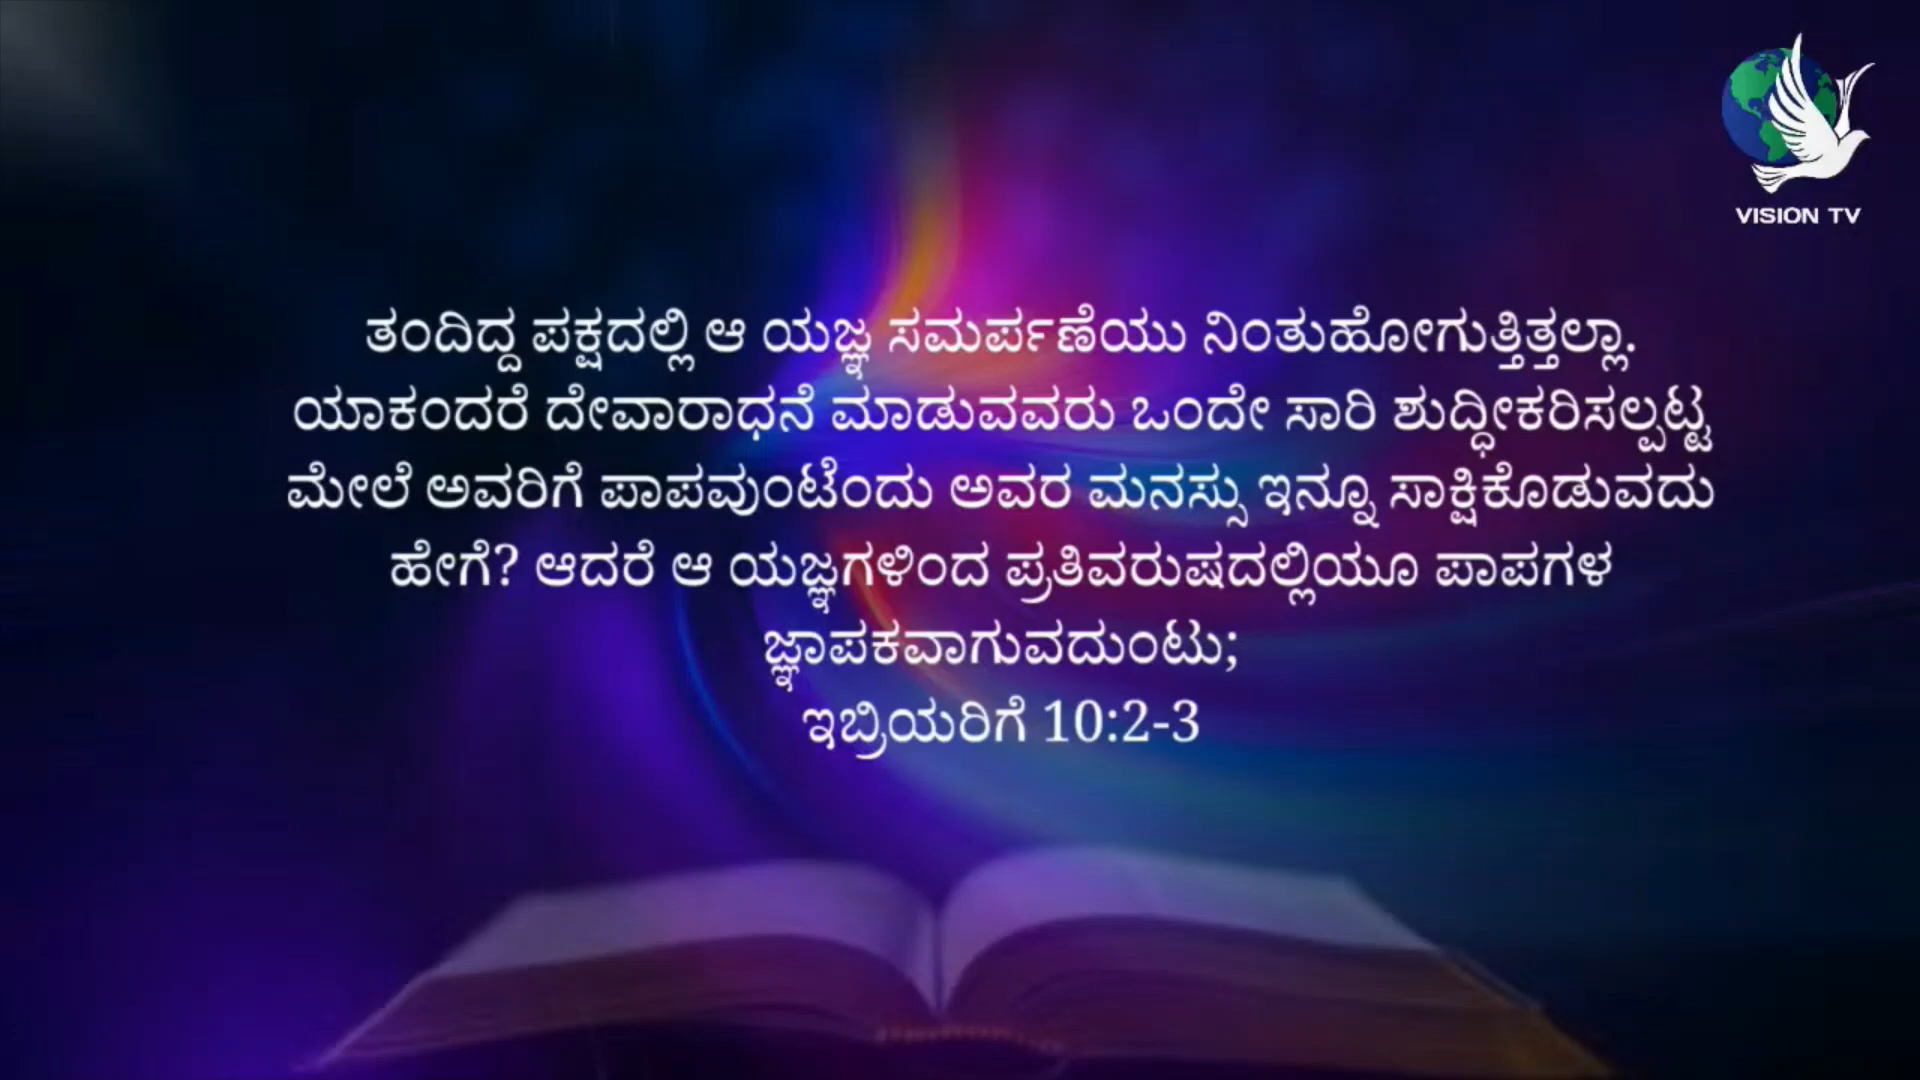 VISION TV
ತಂದಿದ್ದ ಪಕ್ಷದಲ್ಲಿ ಆ ಯಜ್ಞ ಸಮರ್ಪಣೆಯು ನಿಂತುಹೋಗುತ್ತಿತ್ತಲ್ಲಾ.
ಯಾಕಂದರೆ ದೇವಾರಾಧನೆ ಮಾಡುವವರು ಒಂದೇ ಸಾರಿ ಶುದ್ಧೀಕರಿಸಲ್ಪಟ್ಟ
ಮೇಲೆ ಅವರಿಗೆ ಪಾಪವುಂಟೆಂದು ಅವರ ಮನಸ್ಸು ಇನ್ನೂ ಸಾಕ್ಷಿಕೊಡುವದು
ಹೇಗೆ? ಆದರೆ ಆ ಯಜ್ಞಗಳಿಂದ ಪ್ರತಿವರುಷದಲ್ಲಿಯೂ ಪಾಪಗಳ
ಜ್ಞಾಪಕವಾಗುವದುಂಟು;
ಇಬ್ರಿಯರಿಗೆ 10:2-3